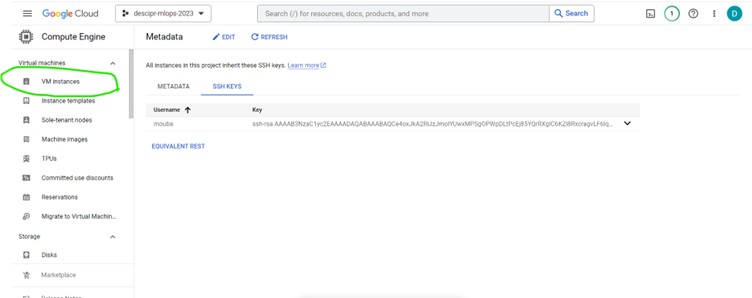 Google Cloud
descipr-mlops-2023
Search (/) for resources, docs, products, and more
Search
1
D
Compute Engine
Metadata
EDIT
REFRESH
Virtual machines
VM instances
Instance templates
Sole-tenant nodes
Machine images
TPUs
Committed use discounts
Reservations
Migrate to Virtual Machin...
Storage
Disks
Marketplace
Release Notes
All instances in this project inherit these SSH keys. Learn more
METADATA
SSH KEYS
Username
Key
mouba
ssh-rsa
EQUIVALENT REST